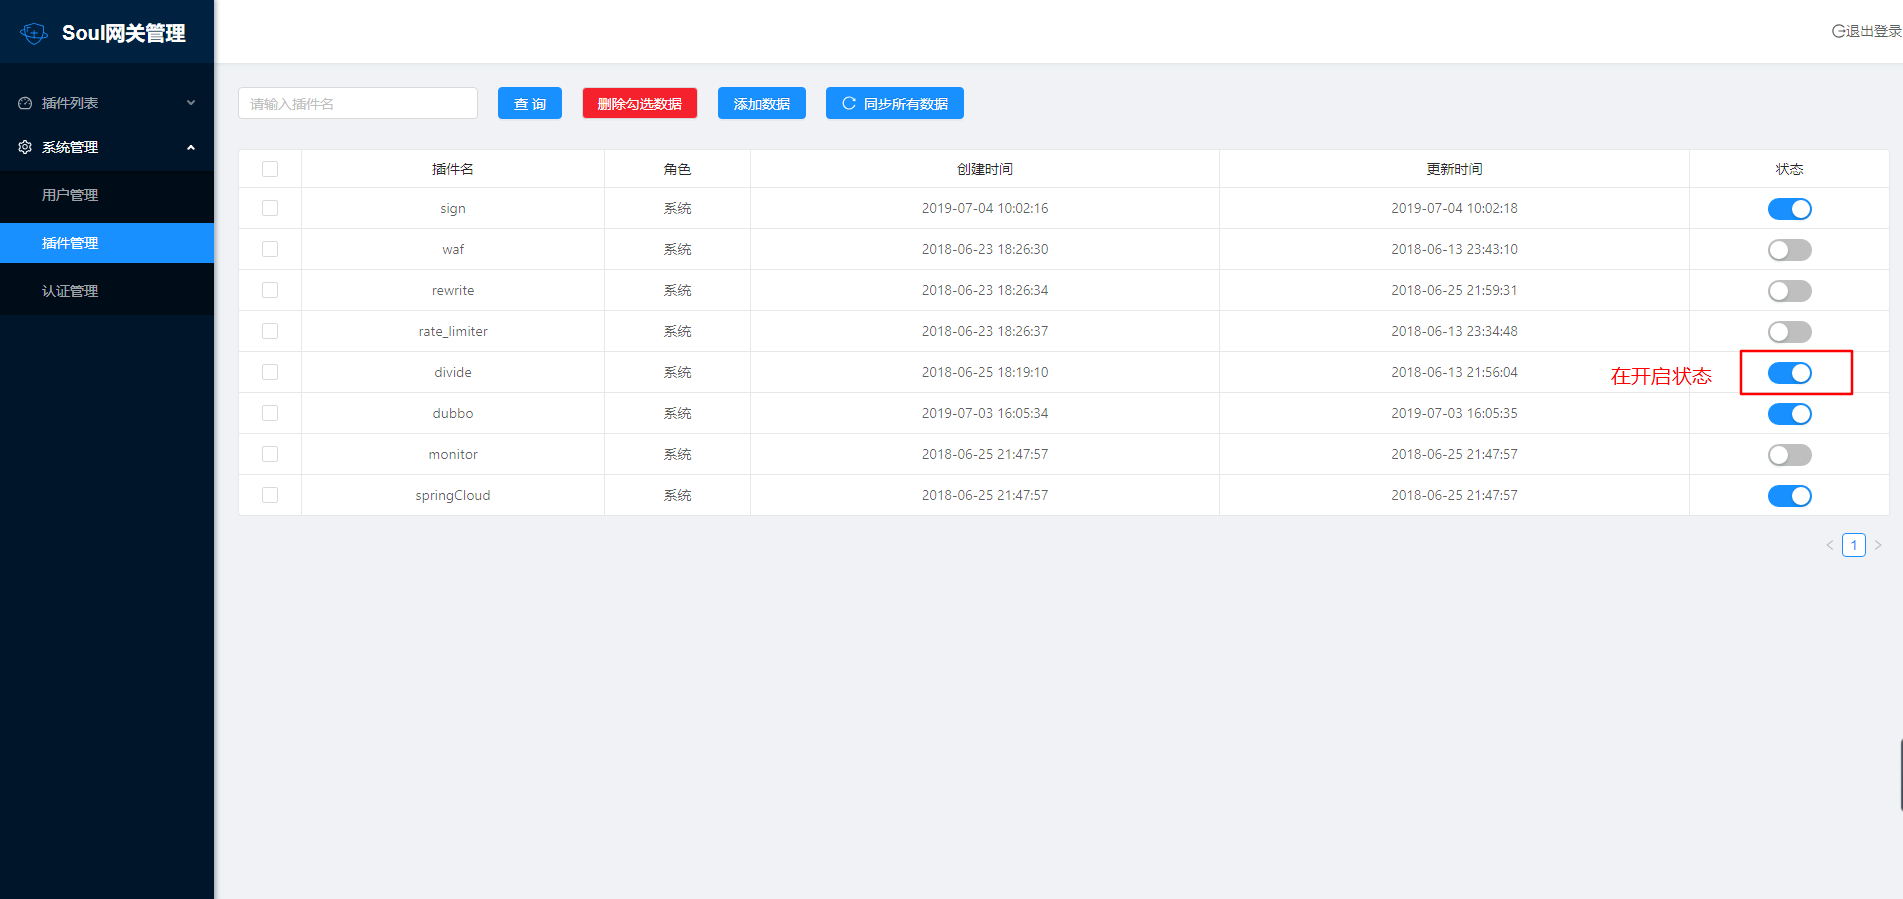 Soul网关管理
退出登录
插件列表
系统管理
用户管理
插件管理
认证管理
请输入插件名 查 询 删除勾选数据 添加数据 同步所有数据
插件名 角色 创建时间 更新时间 状态
sign 系统 2019-07-04 10:02:16 2019-07-04 10:02:18
waf 系统 2018-06-23 18:26:30 2018-06-13 23:43:10
rewrite 系统 2018-06-23 18:26:34 2018-06-25 21:59:31
rate_limiter 系统 2018-06-23 18:26:37 2018-06-13 23:34:48
divide 系统 2018-06-25 18:19:10 2018-06-13 21:56:04 在开启状态
dubbo 系统 2019-07-03 16:05:34 2019-07-03 16:05:35
monitor 系统 2018-06-25 21:47:57 2018-06-25 21:47:57
springCloud 系统 2018-06-25 21:47:57 2018-06-25 21:47:57
< 1 >